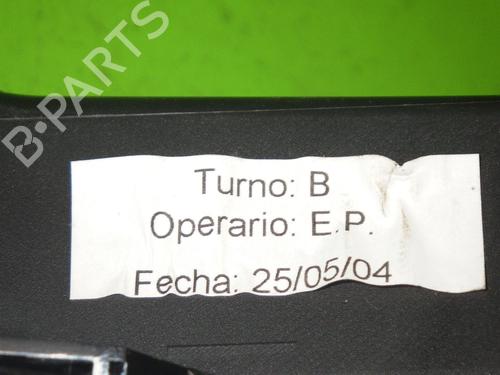 B-PARTS
Turno: B
Operario: E.P.
Fecha: 25/05/04